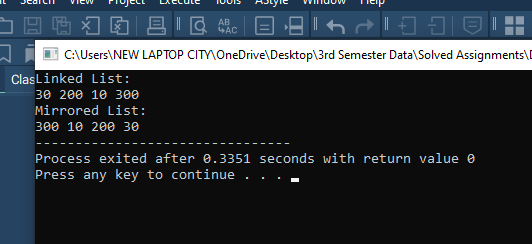 Search View Project Execute Tools AStyle Window Help
C:\Users\NEW LAPTOP CITY\OneDrive\Desktop\3rd Semester Data\Solved Assignments\
Clas
Linked List:
30 200 10 300
Mirrored List:
300 10 200 30
--------------------------------
Process exited after 0.3351 seconds with return value 0
Press any key to continue . . .